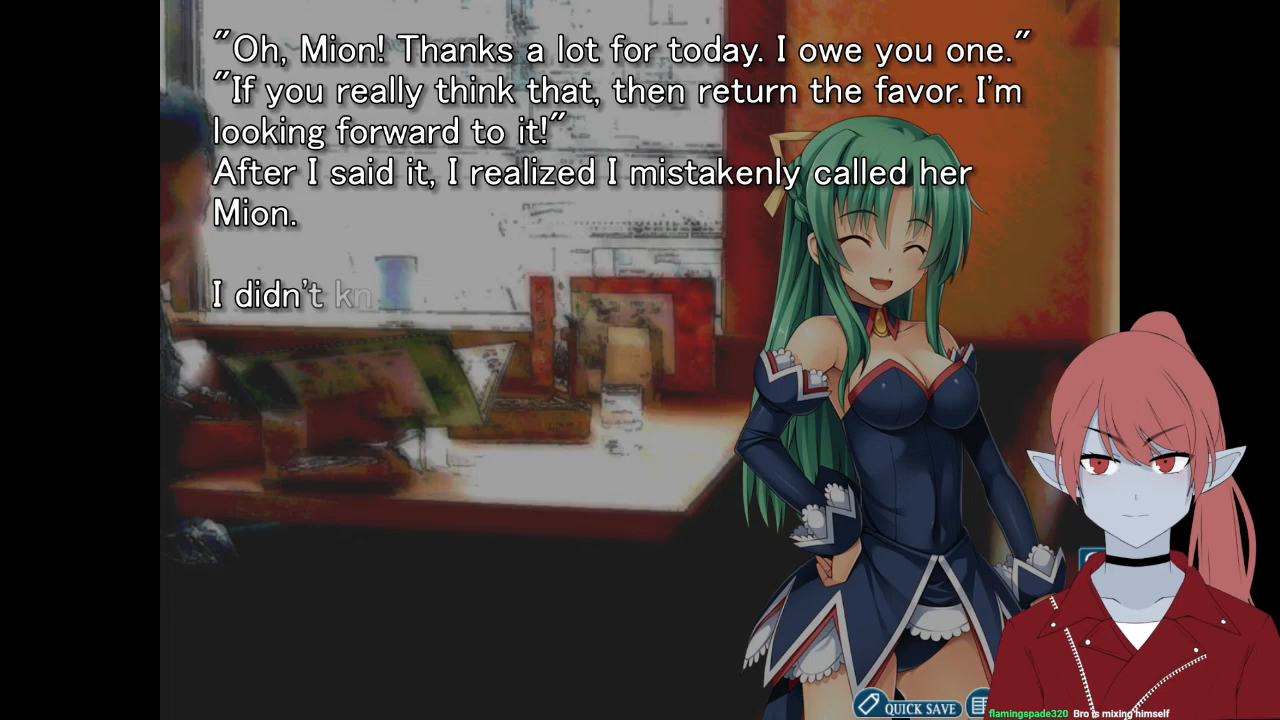 "Oh, Mion! Thanks a lot for today. I owe you one."
"If you really think that, then return the favor. I'm
looking forward to it!"
After I said it, I realized I mistakenly called her
Mion.
I didn't kn
QUICK SAVE
flamingspade320 Bro is mixing himself